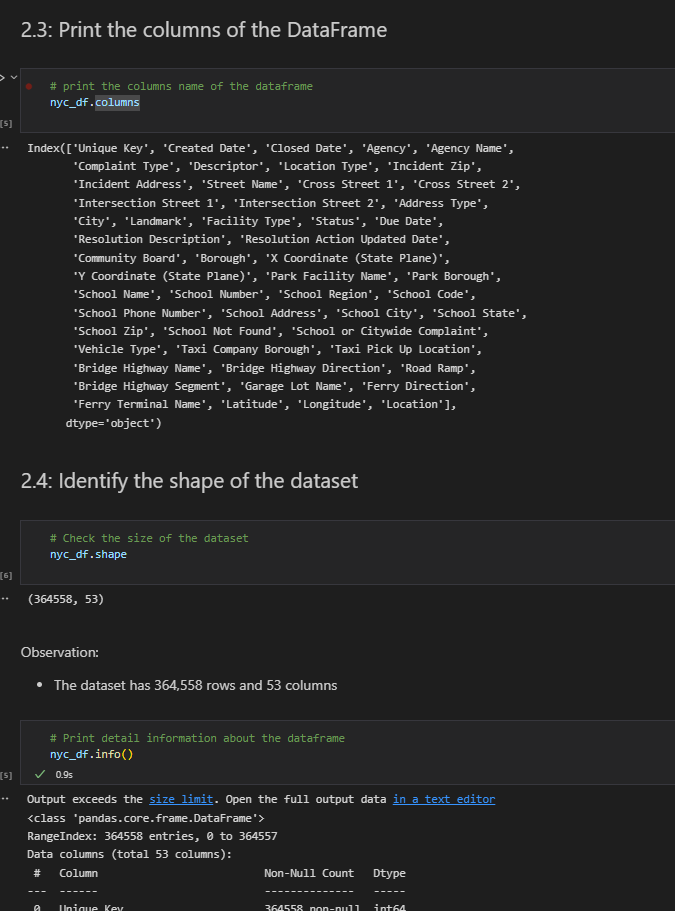 2.3: Print the columns of the DataFrame
# print the columns name of the dataframe
nyc_df.columns
[5]
Index(['Unique Key', 'Created Date', 'Closed Date', 'Agency', 'Agency Name',
'Complaint Type', 'Descriptor', 'Location Type', 'Incident Zip',
'Incident Address', 'Street Name', 'Cross Street 1', 'Cross Street 2',
'Intersection Street 1', 'Intersection Street 2', 'Address Type',
'City', 'Landmark', 'Facility Type', 'Status', 'Due Date',
'Resolution Description', 'Resolution Action Updated Date',
'Community Board', 'Borough', 'X Coordinate (State Plane)',
'Y Coordinate (State Plane)', 'Park Facility Name', 'Park Borough',
'School Name', 'School Number', 'School Region', 'School Code',
'School Phone Number', 'School Address', 'School City', 'School State',
'School Zip', 'School Not Found', 'School or Citywide Complaint',
'Vehicle Type', 'Taxi Company Borough', 'Taxi Pick Up Location',
'Bridge Highway Name', 'Bridge Highway Direction', 'Road Ramp',
'Bridge Highway Segment', 'Garage Lot Name', 'Ferry Direction',
'Ferry Terminal Name', 'Latitude', 'Longitude', 'Location'],
dtype='object')
2.4: Identify the shape of the dataset
# Check the size of the dataset
nyc_df.shape
[6]
(364558, 53)
Observation:
• The dataset has 364,558 rows and 53 columns
# Print detail information about the dataframe
nyc_df.info()
[5] ✓ 0.9s
Output exceeds the size limit. Open the full output data in a text editor
<class 'pandas.core.frame.DataFrame'>
RangeIndex: 364558 entries, 0 to 364557
Data columns (total 53 columns):
# Column Non-Null Count Dtype
--- ------ -------------- -----
0 Unique Key 364558 non-null int64